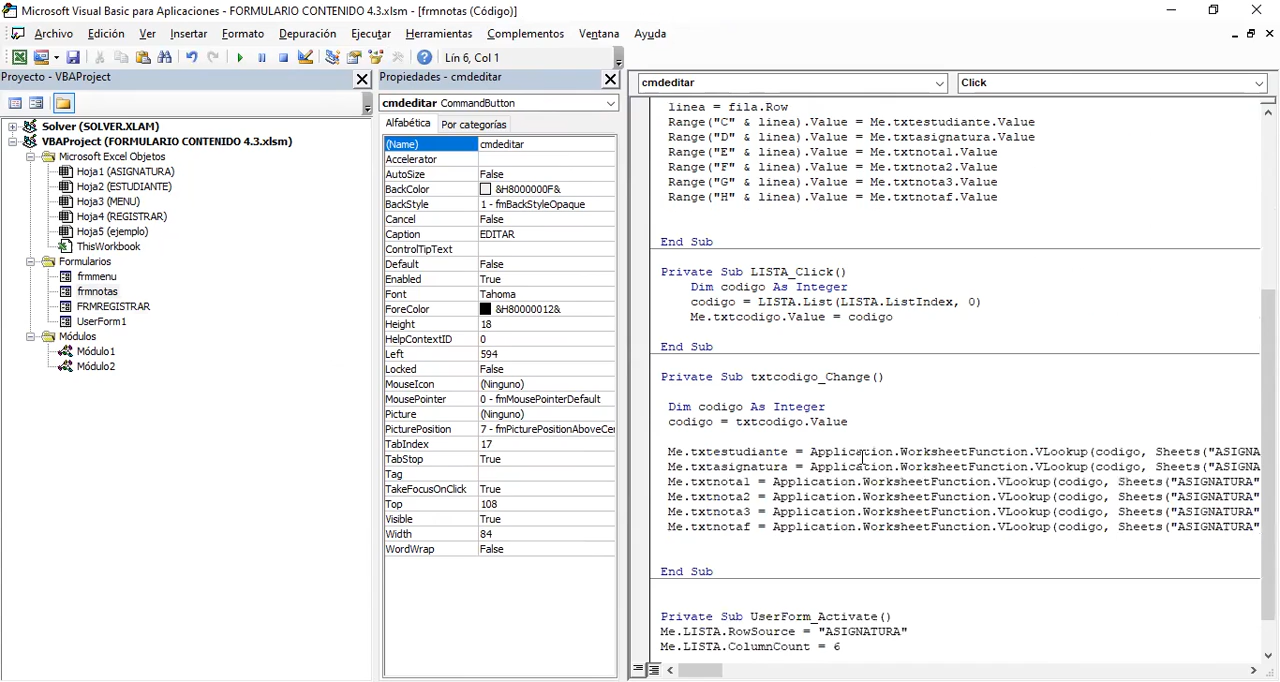 Microsoft Visual Basic para Aplicaciones - FORMULARIO CONTENIDO 4.3.xlsm - [frmnotas (Código)]
Archivo Edición Ver Insertar Formato Depuración Ejecutar Herramientas Complementos Ventana Ayuda
Lín 6, Col 1
Proyecto - VBAProject
Solver (SOLVER.XLAM)
VBAProject (FORMULARIO CONTENIDO 4.3.xlsm)
Microsoft Excel Objetos
Hoja1 (ASIGNATURA)
Hoja2 (ESTUDIANTE)
Hoja3 (MENU)
Hoja4 (REGISTRAR)
Hoja5 (ejemplo)
ThisWorkbook
Formularios
frmmenu
frmnotas
FRMREGISTRAR
UserForm1
Módulos
Módulo1
Módulo2
Propiedades - cmdeditar
cmdeditar CommandButton
Alfabética Por categorías
(Name) cmdeditar
Accelerator
AutoSize False
BackColor &H8000000F&
BackStyle 1 - fmBackStyleOpaque
Cancel False
Caption EDITAR
ControlTipText
Default False
Enabled True
Font Tahoma
ForeColor &H80000012&
Height 18
HelpContextID 0
Left 594
Locked False
MouseIcon (Ninguno)
MousePointer 0 - fmMousePointerDefault
Picture (Ninguno)
PicturePosition 7 - fmPicturePositionAboveCer
TabIndex 17
TabStop True
Tag
TakeFocusOnClick True
Top 108
Visible True
Width 84
WordWrap False
cmdeditar Click
linea = fila.Row
Range("C" & linea).Value = Me.txtestudiante.Value
Range("D" & linea).Value = Me.txtasignatura.Value
Range("E" & linea).Value = Me.txtnota1.Value
Range("F" & linea).Value = Me.txtnota2.Value
Range("G" & linea).Value = Me.txtnota3.Value
Range("H" & linea).Value = Me.txtnotaf.Value
End Sub
Private Sub LISTA_Click()
Dim codigo As Integer
codigo = LISTA.List(LISTA.ListIndex, 0)
Me.txtcodigo.Value = codigo
End Sub
Private Sub txtcodigo_Change()
Dim codigo As Integer
codigo = txtcodigo.Value
Me.txtestudiante = Application.WorksheetFunction.VLookup(codigo, Sheets("ASIGNA
Me.txtasignatura = Application.WorksheetFunction.VLookup(codigo, Sheets("ASIGNA
Me.txtnota1 = Application.WorksheetFunction.VLookup(codigo, Sheets("ASIGNATURA"
Me.txtnota2 = Application.WorksheetFunction.VLookup(codigo, Sheets("ASIGNATURA"
Me.txtnota3 = Application.WorksheetFunction.VLookup(codigo, Sheets("ASIGNATURA"
Me.txtnotaf = Application.WorksheetFunction.VLookup(codigo, Sheets("ASIGNATURA"
End Sub
Private Sub UserForm_Activate()
Me.LISTA.RowSource = "ASIGNATURA"
Me.LISTA.ColumnCount = 6